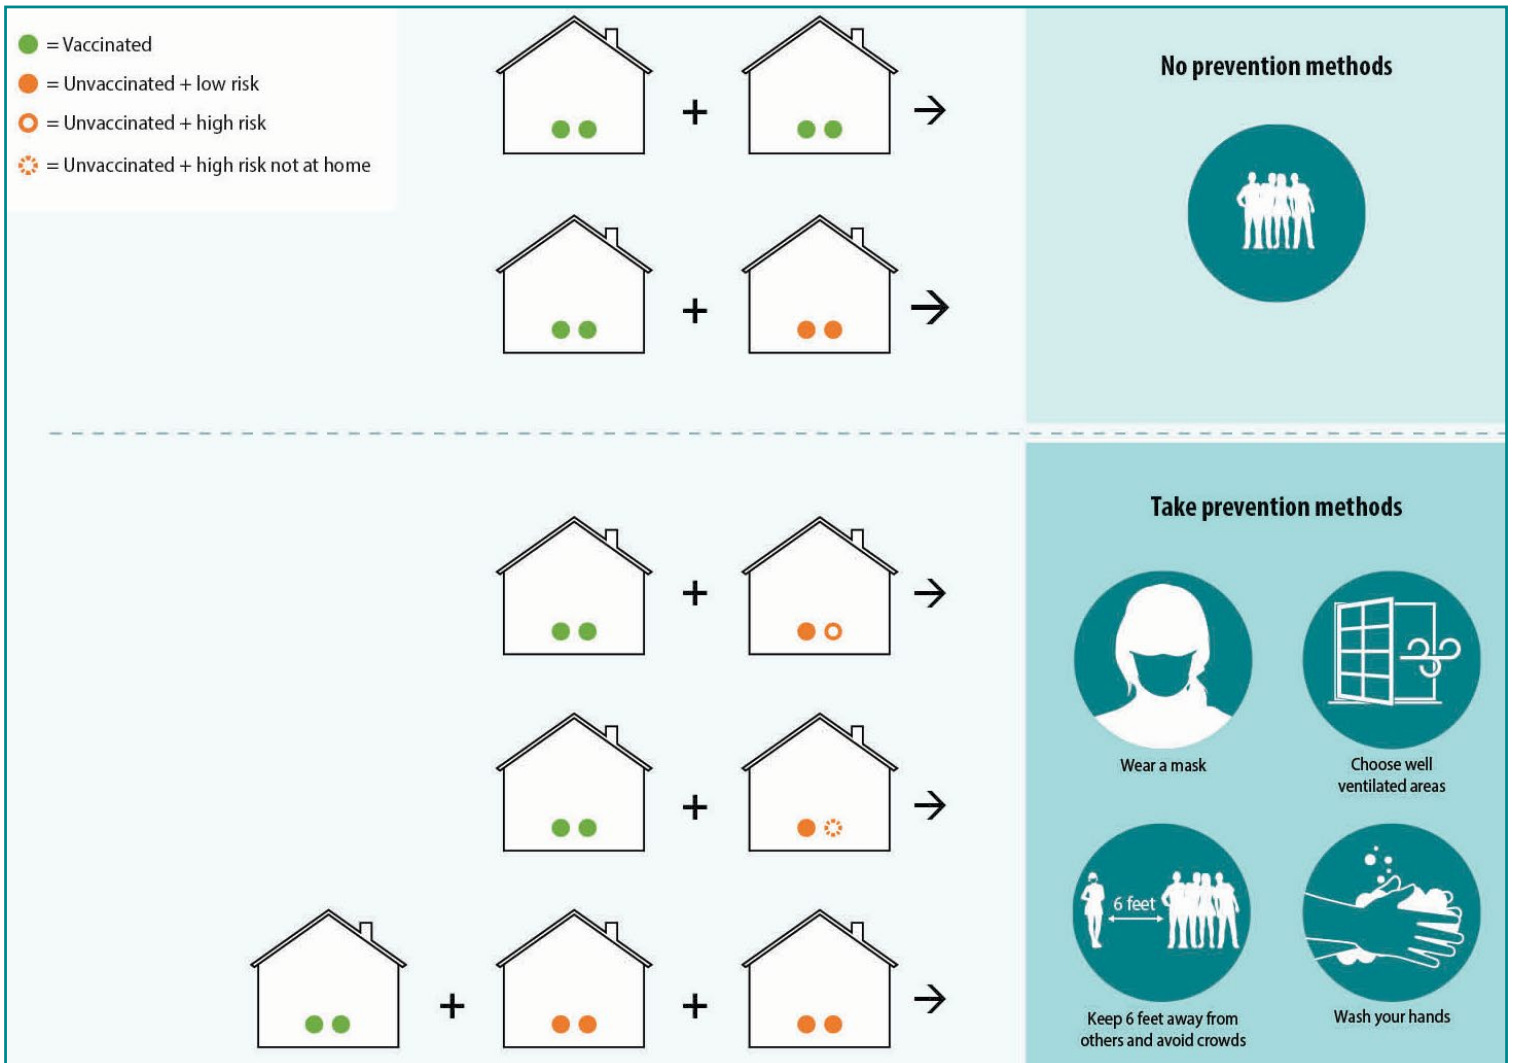 = Vaccinated
= Unvaccinated + low risk
= Unvaccinated + high risk
= Unvaccinated + high risk not at home
+
+
No prevention methods
+
+
+
+ +
Take prevention methods
Wear a mask
Choose well
ventilated areas
6 feet
Keep 6 feet away from
others and avoid crowds
Wash your hands